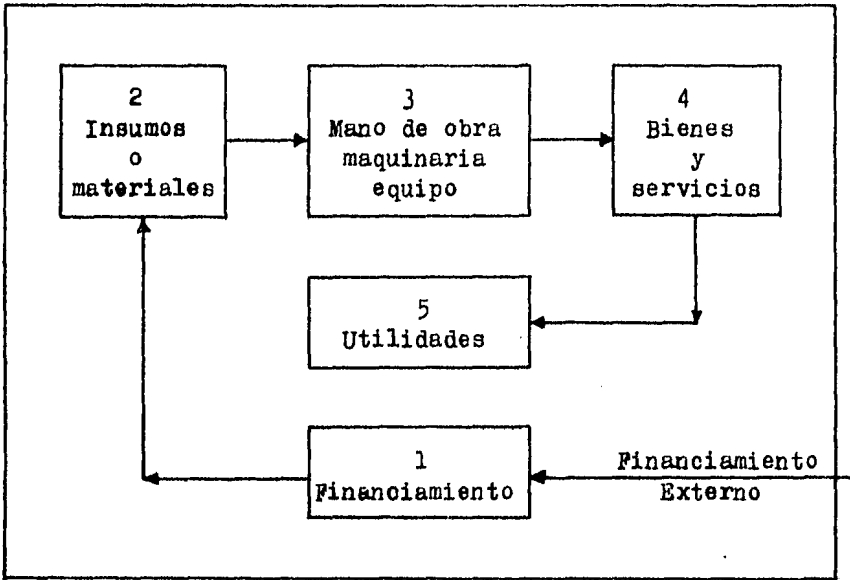 2
Insumos
o
materiales
3
Mano de obra
maquinaria
equipo
4
Bienes
y
servicios
5
Utilidades
1
Financiamiento
Financiamiento
Externo